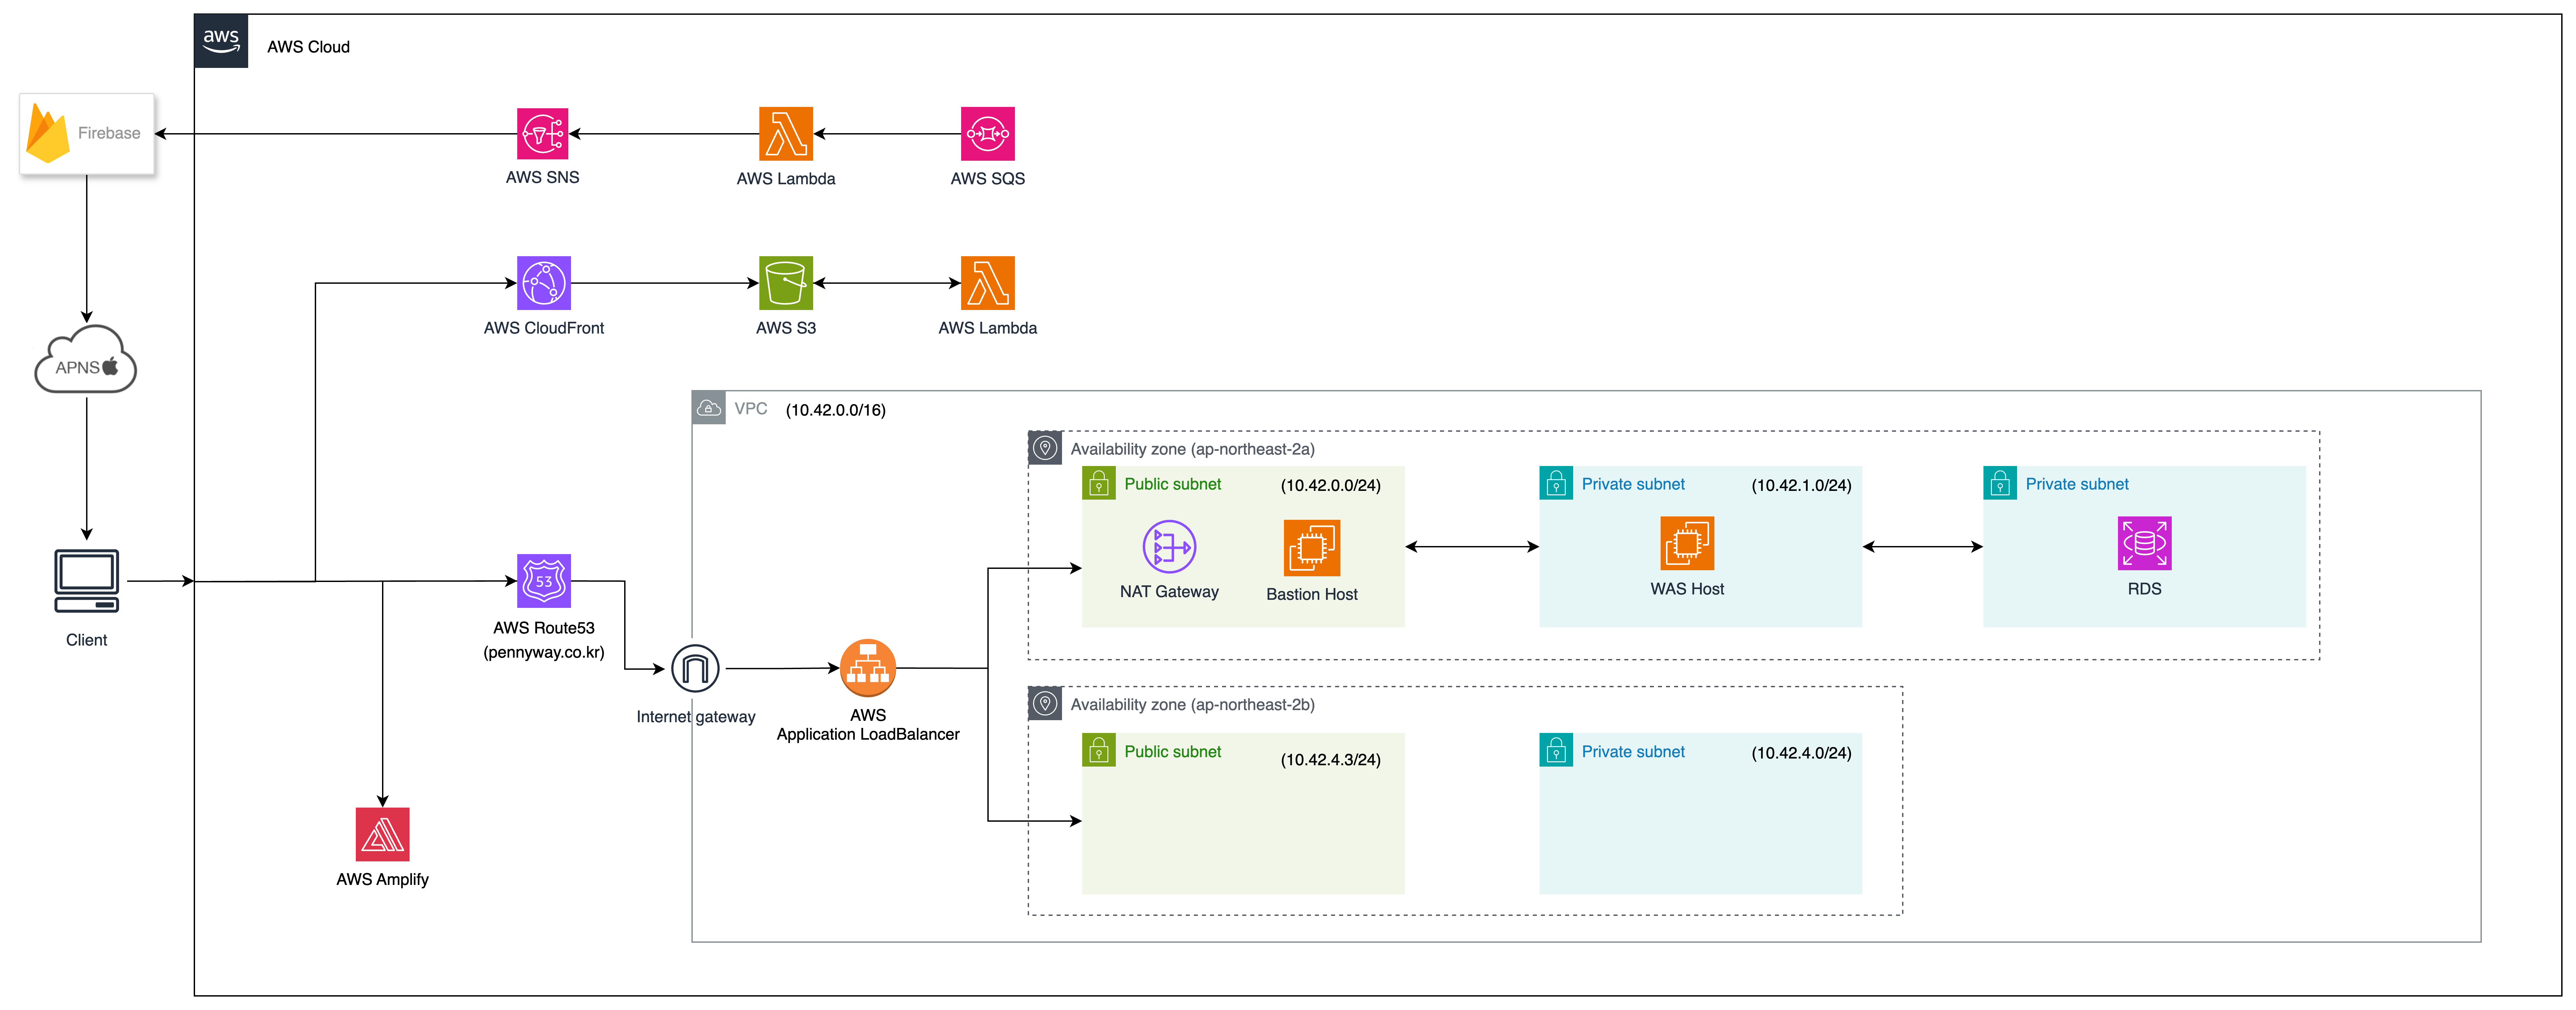 aws
AWS Cloud
Firebase
AWS SNS
AWS Lambda
AWS SQS
AWS CloudFront
AWS S3
AWS Lambda
APNS
VPC (10.42.0.0/16)
Availability zone (ap-northeast-2a)
Public subnet (10.42.0.0/24)
Private subnet (10.42.1.0/24)
Private subnet
NAT Gateway
Bastion Host
WAS Host
RDS
Client
53
AWS Route53
(pennyway.co.kr)
Internet gateway
AWS
Application LoadBalancer
Availability zone (ap-northeast-2b)
Public subnet (10.42.4.3/24)
Private subnet (10.42.4.0/24)
AWS Amplify